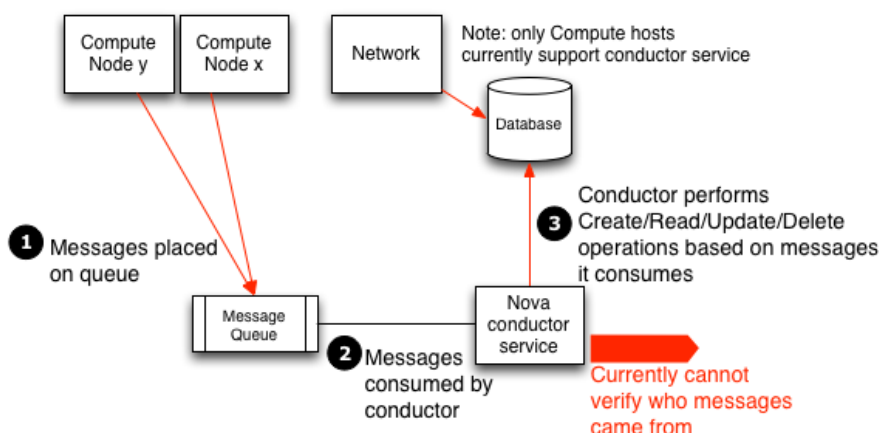 Compute
Node y
Compute
Node x
Network
Note: only Compute hosts
currently support conductor service
Database
1
Messages placed
on queue
3
Conductor performs
Create/Read/Update/Delete
operations based on messages
it consumes
Message
Queue
2
Messages
consumed by
conductor
Nova
conductor
service
Currently cannot
verify who messages
came from